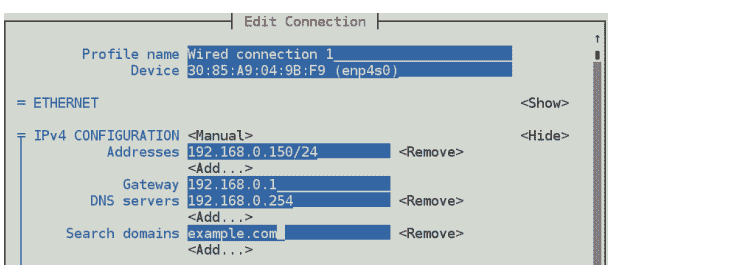 Edit Connection
Profile name Wired connection 1
Device 30:85:A9:04:9B:F9 (enp4s0)
= ETHERNET <Show>
= IPv4 CONFIGURATION <Manual> <Hide>
Addresses 192.168.0.150/24 <Remove>
<Add...>
Gateway 192.168.0.1
DNS servers 192.168.0.254 <Remove>
<Add...>
Search domains example.com <Remove>
<Add...>